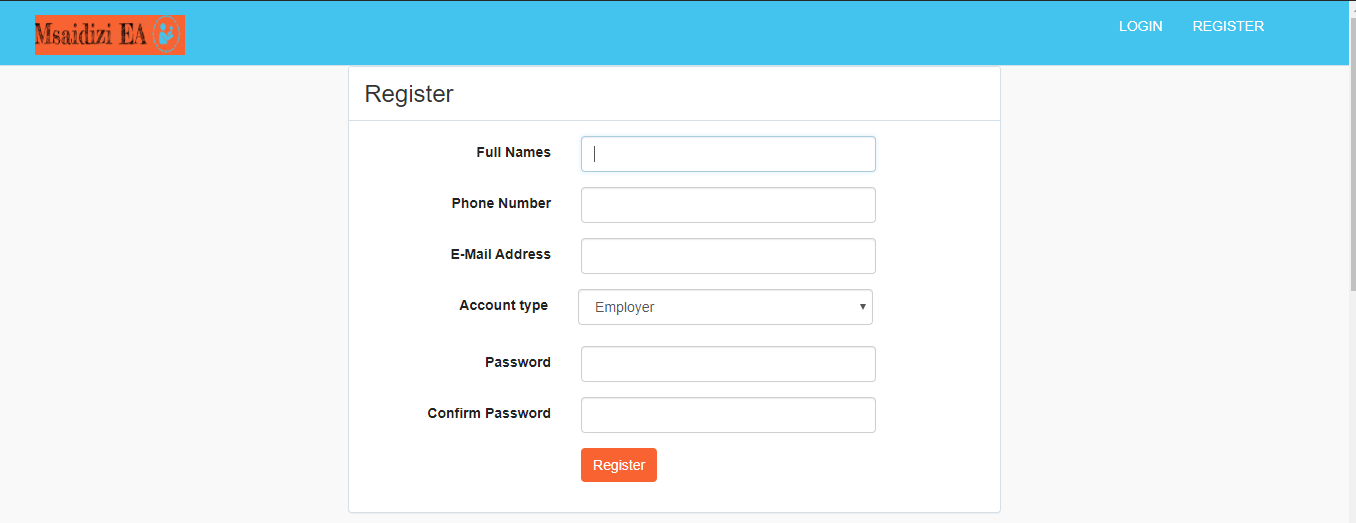 Msaidizi EA
LOGIN
REGISTER
Register
Full Names
Phone Number
E-Mail Address
Account type
Employer
Password
Confirm Password
Register